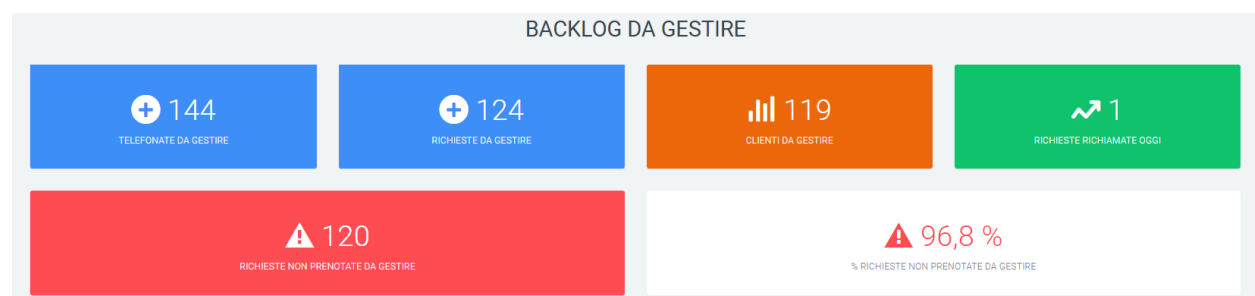 BACKLOG DA GESTIRE
144
TELEFONATE DA GESTIRE
124
RICHIESTE DA GESTIRE
119
CLIENTI DA GESTIRE
1
RICHIESTE RICHIAMATE OGGI
120
RICHIESTE NON PRENOTATE DA GESTIRE
96,8 %
% RICHIESTE NON PRENOTATE DA GESTIRE